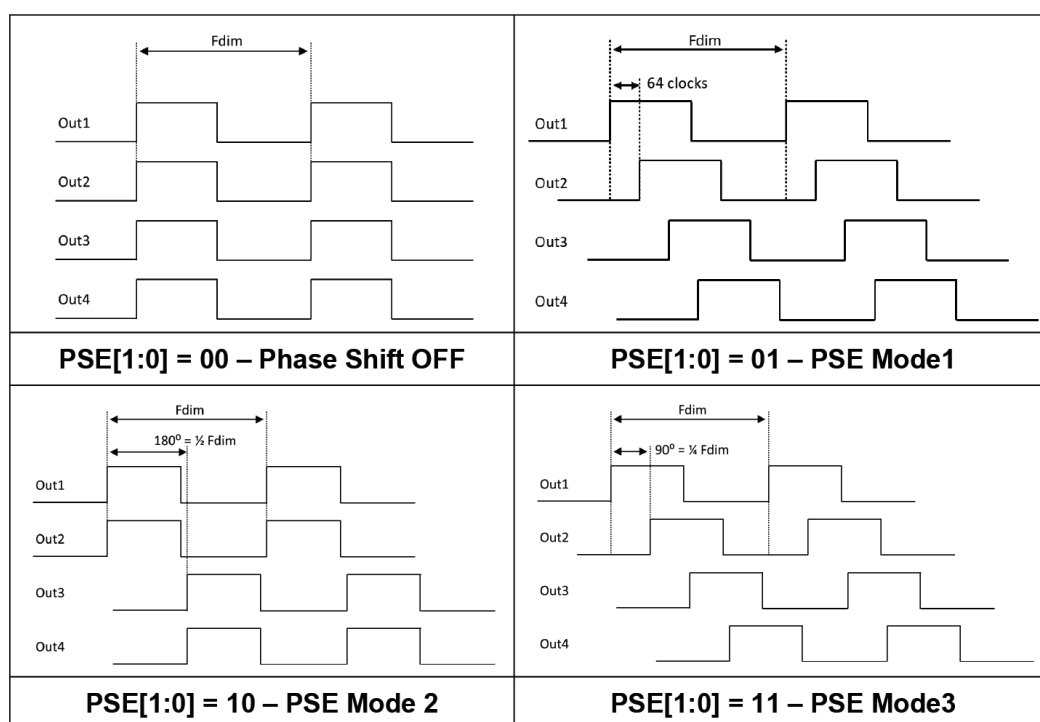 Fdim
Out1
Out2
Out3
Out4
PSE[1:0] = 00 – Phase Shift OFF
Fdim
64 clocks
Out1
Out2
Out3
Out4
PSE[1:0] = 01 – PSE Mode1
Fdim
180⁰ = ½ Fdim
Out1
Out2
Out3
Out4
PSE[1:0] = 10 – PSE Mode 2
Fdim
90⁰ = ¼ Fdim
Out1
Out2
Out3
Out4
PSE[1:0] = 11 – PSE Mode3